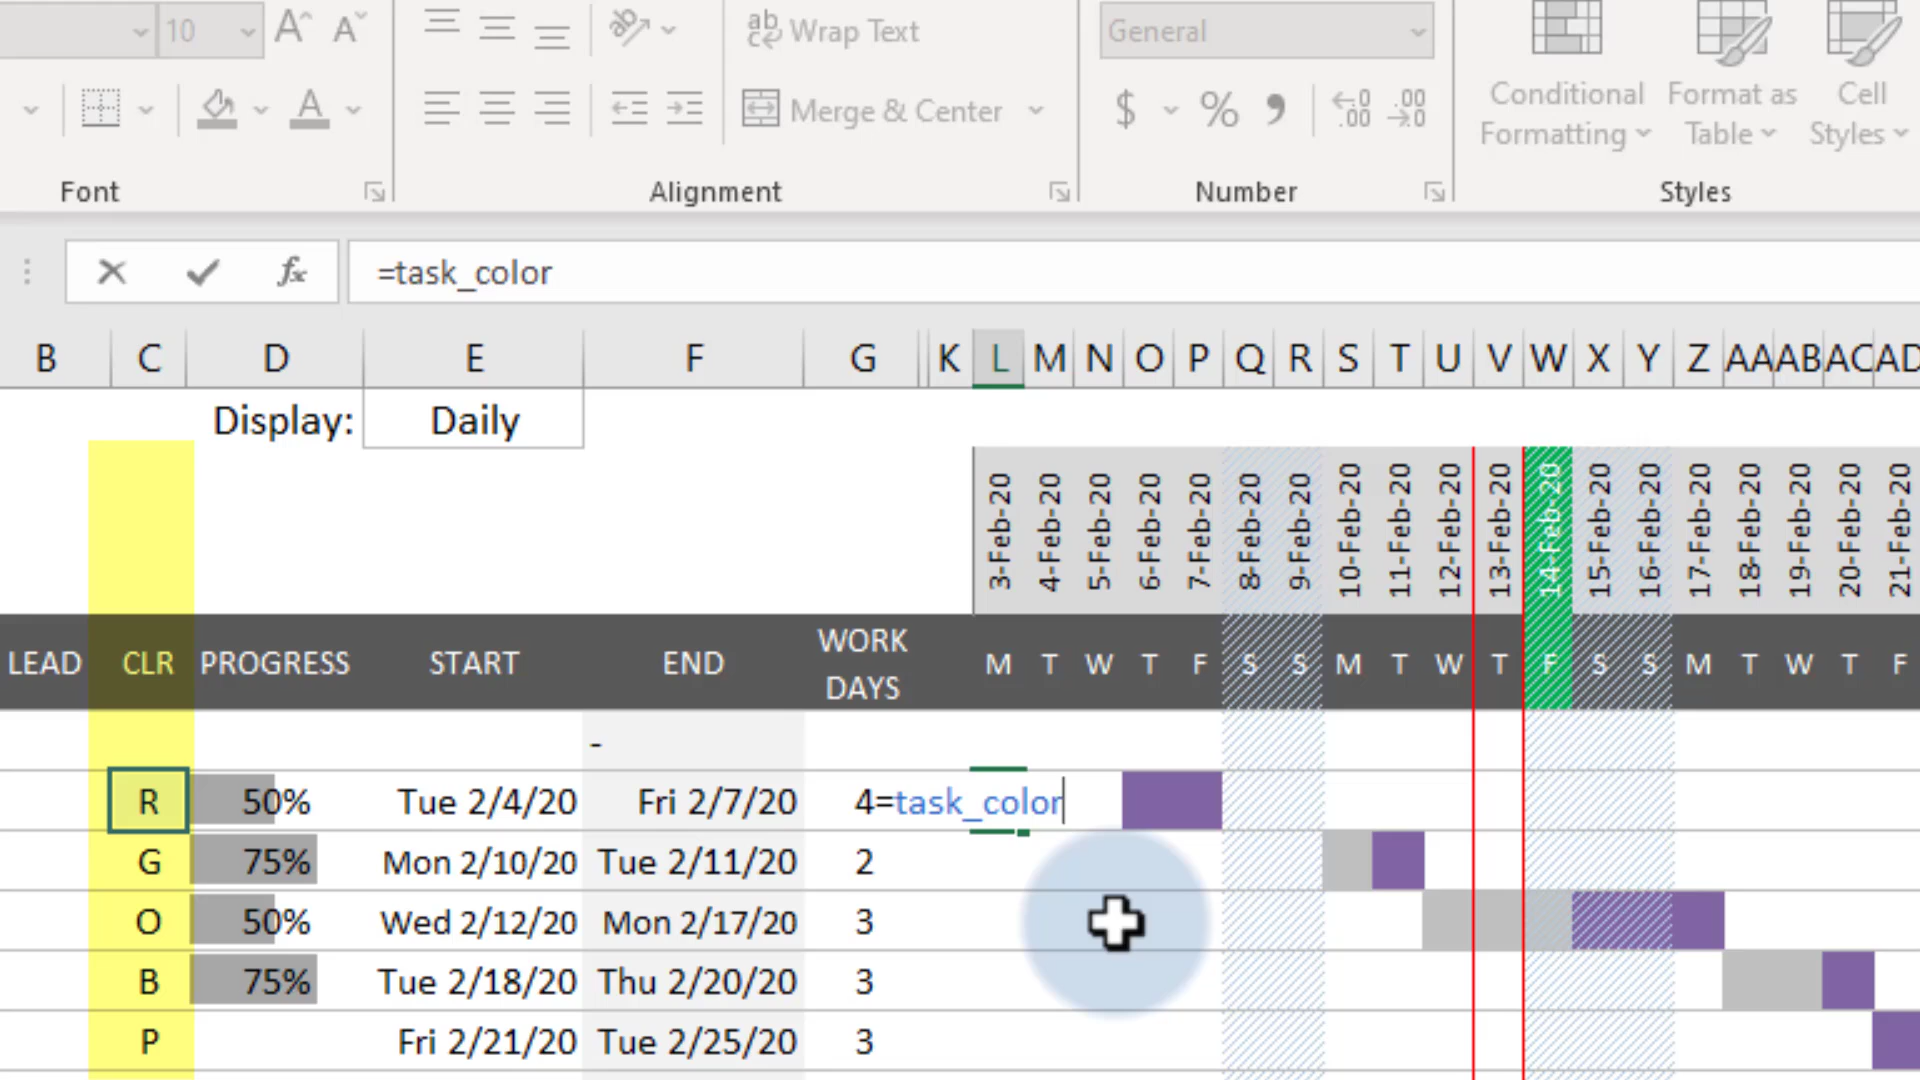 10 A A ab Wrap Text General
A Merge & Center $ % , .00 .00 Conditional Formatting Format as Table Cell Styles
Font Alignment Number Styles
fx =task_color
B C D E F G K L M N O P Q R S T U V W X Y Z AA AB AC AD
Display: Daily
3-Feb-20 4-Feb-20 5-Feb-20 6-Feb-20 7-Feb-20 8-Feb-20 9-Feb-20 10-Feb-20 11-Feb-20 12-Feb-20 13-Feb-20 14-Feb-20 15-Feb-20 16-Feb-20 17-Feb-20 18-Feb-20 19-Feb-20 20-Feb-20 21-Feb-20
LEAD CLR PROGRESS START END WORK DAYS M T W T F S S M T W T F S S M T W T F
-
R 50% Tue 2/4/20 Fri 2/7/20 4 =task_color
G 75% Mon 2/10/20 Tue 2/11/20 2
O 50% Wed 2/12/20 Mon 2/17/20 3
B 75% Tue 2/18/20 Thu 2/20/20 3
P Fri 2/21/20 Tue 2/25/20 3